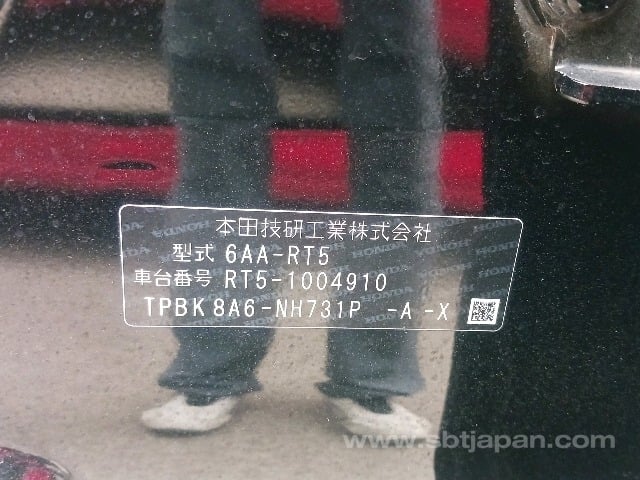 本田技研工業株式会社
型式 6AA-RT5
車台番号 RT5-1004910
TPBK 8A6-NH731P -A -X
www.sbtjapan.com